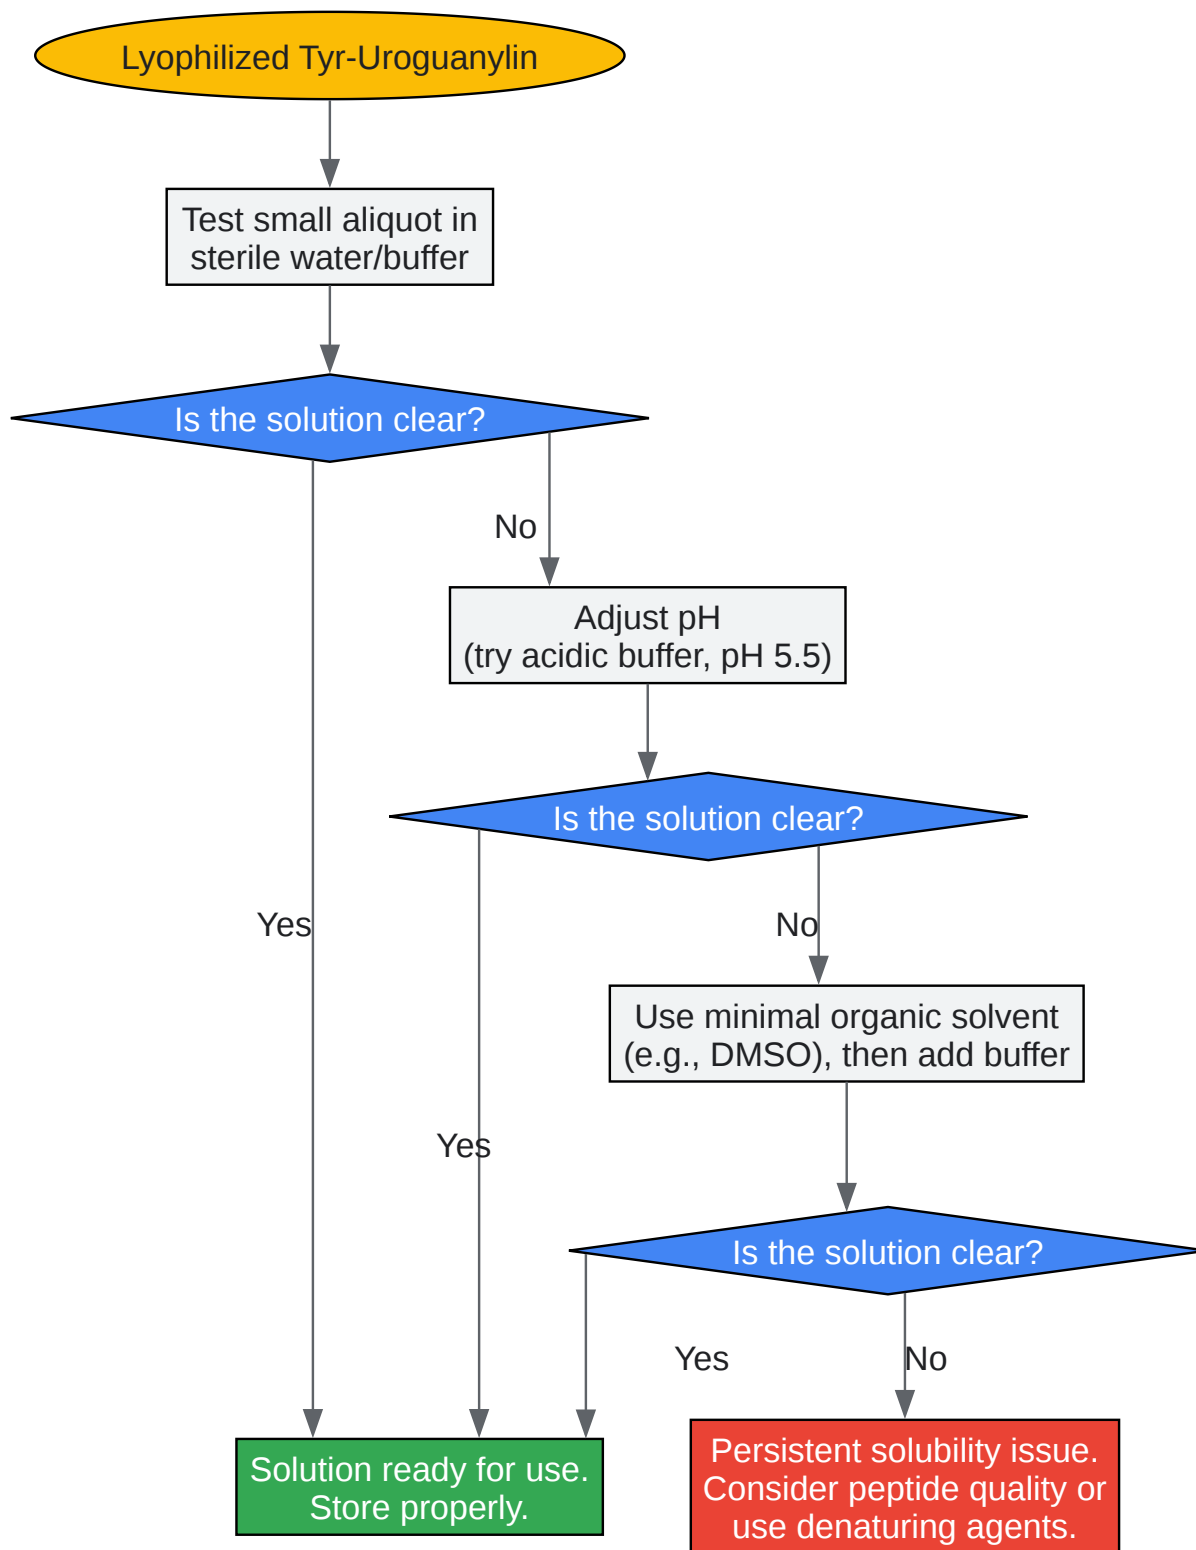 Lyophilized Tyr-Uroguanylin
Test small aliquot in
sterile water/buffer
Is the solution clear?
No
Adjust pH
(try acidic buffer, pH 5.5)
Is the solution clear?
Yes
No
Use minimal organic solvent
(e.g., DMSO), then add buffer
Yes
Is the solution clear?
Yes
No
Solution ready for use.
Store properly.
Persistent solubility issue.
Consider peptide quality or
use denaturing agents.